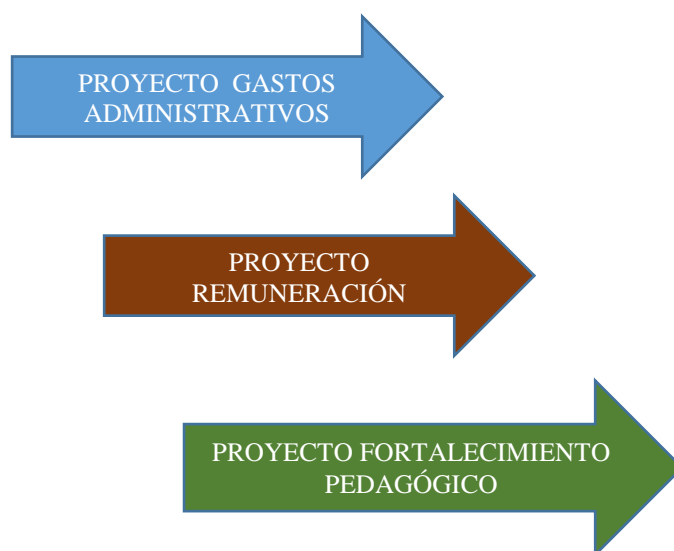 PROYECTO GASTOS
ADMINISTRATIVOS
PROYECTO
REMUNERACIÓN
PROYECTO FORTALECIMIENTO
PEDAGÓGICO